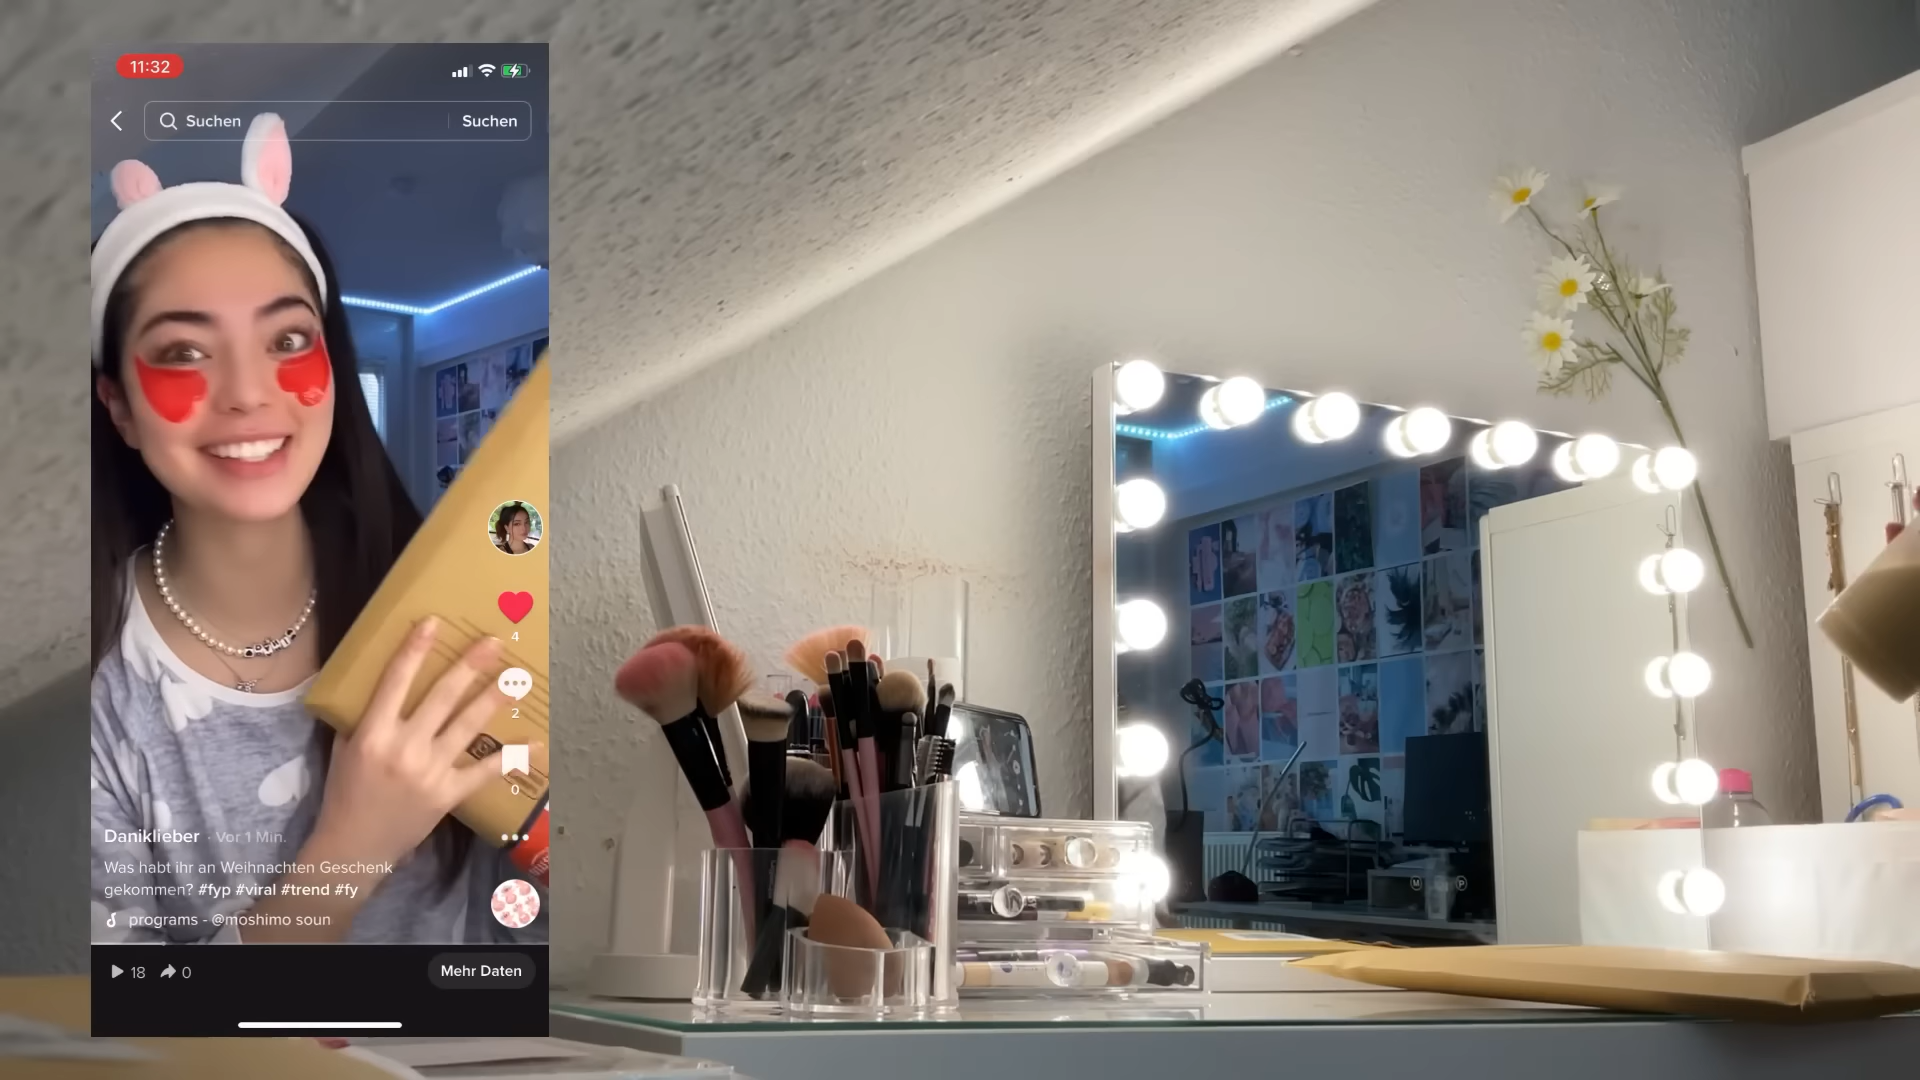 11:32
Suchen
Suchen
4
2
0
Daniklieber · Vor 1 Min.
Was habt ihr an Weihnachten Geschenk
gekommen? #fyp #viral #trend #fy
programs - @moshimo soun
18
0
Mehr Daten
M
P